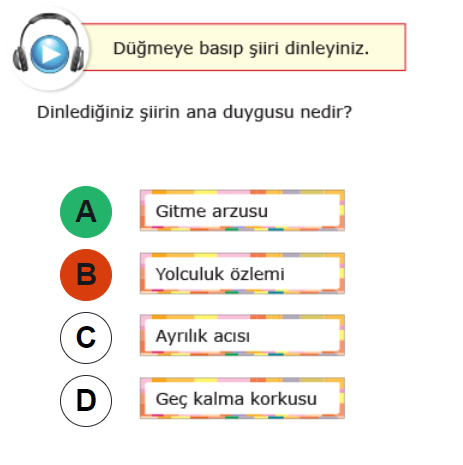 Düğmeye basıp şiiri dinleyiniz.
Dinlediğiniz şiirin ana duygusu nedir?
A Gitme arzusu
B Yolculuk özlemi
C Ayrılık acısı
D Geç kalma korkusu